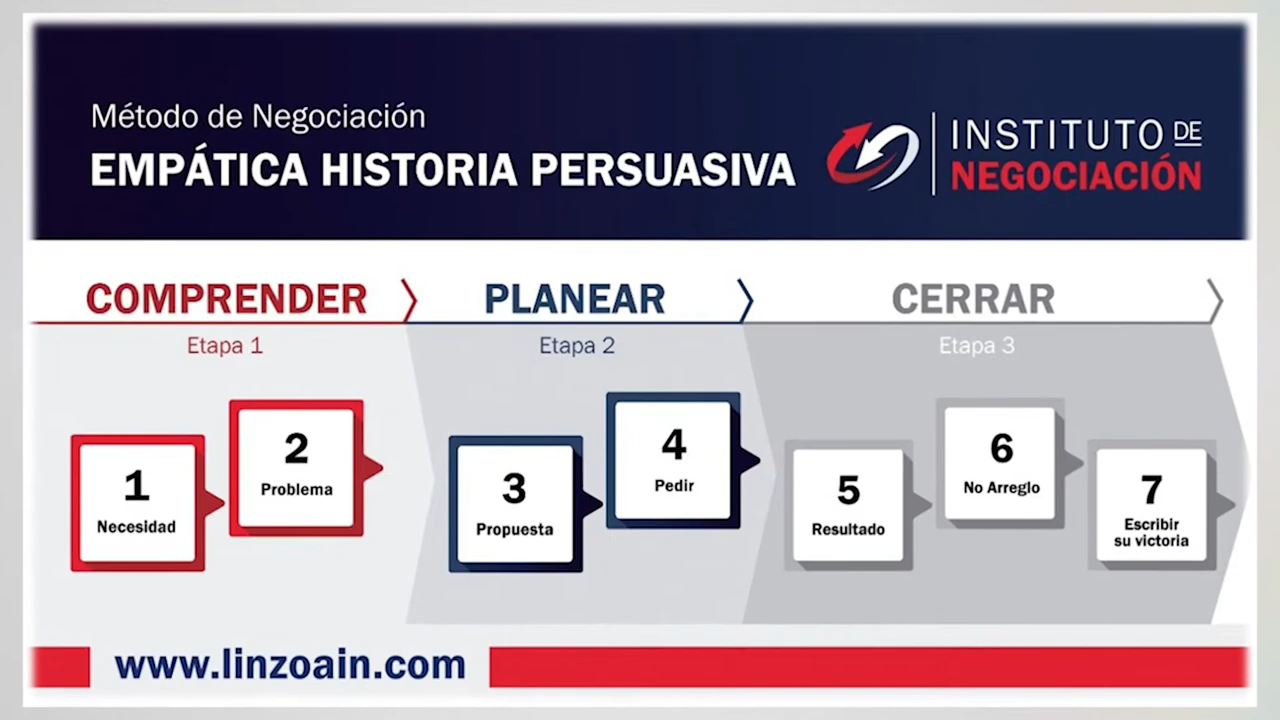 Método de Negociación
EMPÁTICA HISTORIA PERSUASIVA
INSTITUTO DE
NEGOCIACIÓN
COMPRENDER
Etapa 1
PLANEAR
Etapa 2
CERRAR
Etapa 3
1
Necesidad
2
Problema
3
Propuesta
4
Pedir
5
Resultado
6
No Arreglo
7
Escribir
su victoria
www.linzoain.com